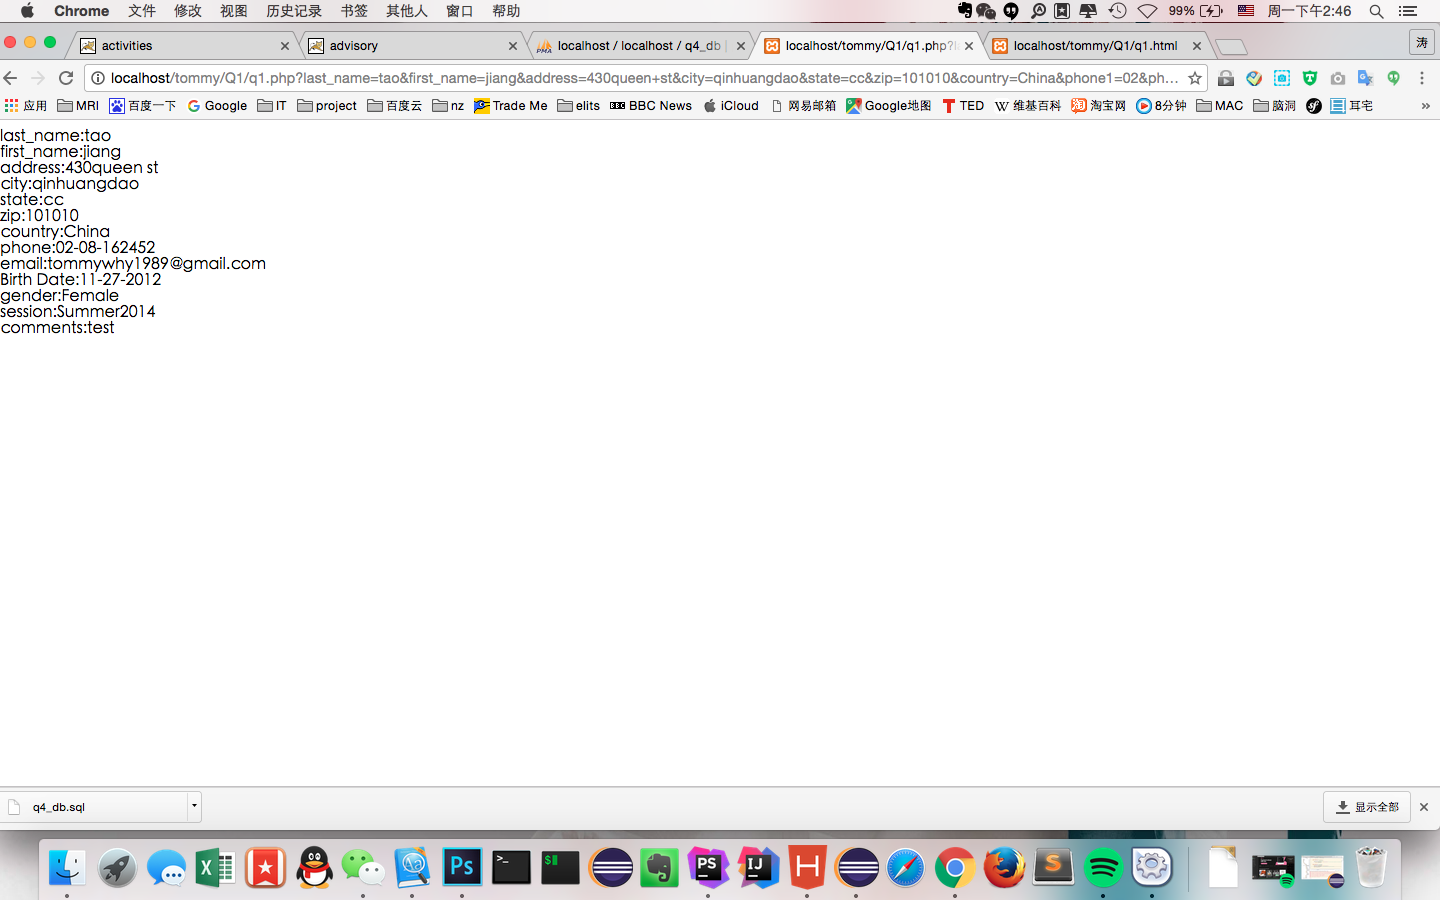 Chrome 文件 修改 视图 历史记录 书签 其他人 窗口 帮助 99% 周一下午2:46
activities advisory localhost / localhost / q4_db | localhost/tommy/Q1/q1.php?l localhost/tommy/Q1/q1.html 涛
localhost/tommy/Q1/q1.php?last_name=tao&first_name=jiang&address=430queen+st&city=qinhuangdao&state=cc&zip=101010&country=China&phone1=02&ph...
应用 MRI 百度一下 Google IT project 百度云 nz Trade Me elits BBC News iCloud 网易邮箱 Google地图 TED 维基百科 淘宝网 8分钟 MAC 脑洞 耳宅 »
last_name:tao
first_name:jiang
address:430queen st
city:qinhuangdao
state:cc
zip:101010
country:China
phone:02-08-162452
email:tommywhy1989@gmail.com
Birth Date:11-27-2012
gender:Female
session:Summer2014
comments:test
q4_db.sql 显示全部